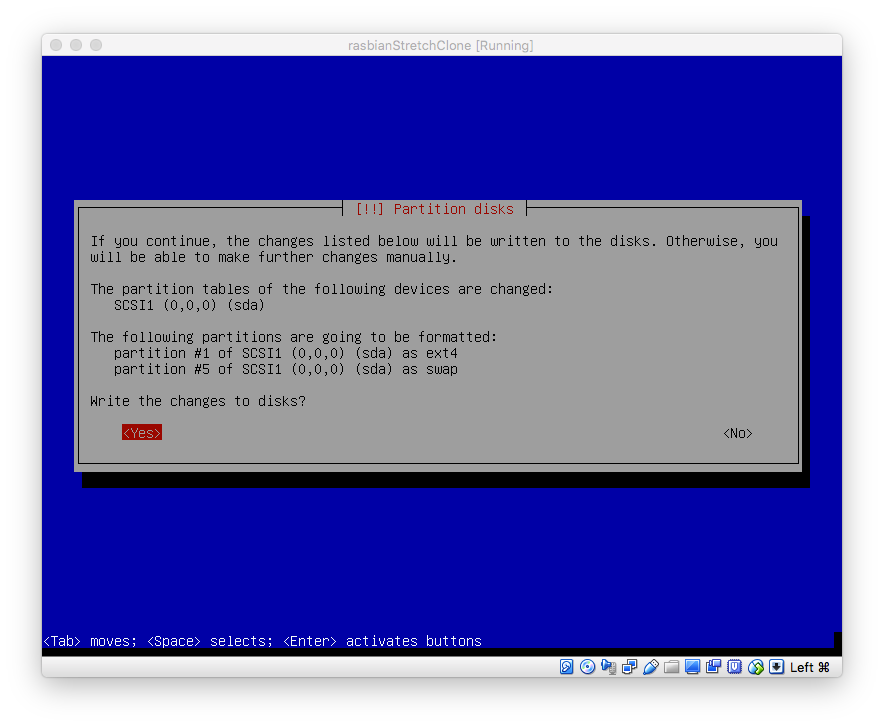 rasbianStretchClone [Running]
[!!] Partition disks
If you continue, the changes listed below will be written to the disks. Otherwise, you
will be able to make further changes manually.
The partition tables of the following devices are changed:
SCSI1 (0,0,0) (sda)
The following partitions are going to be formatted:
partition #1 of SCSI1 (0,0,0) (sda) as ext4
partition #5 of SCSI1 (0,0,0) (sda) as swap
Write the changes to disks?
<Yes> <No>
<Tab> moves; <Space> selects; <Enter> activates buttons
Left ⌘